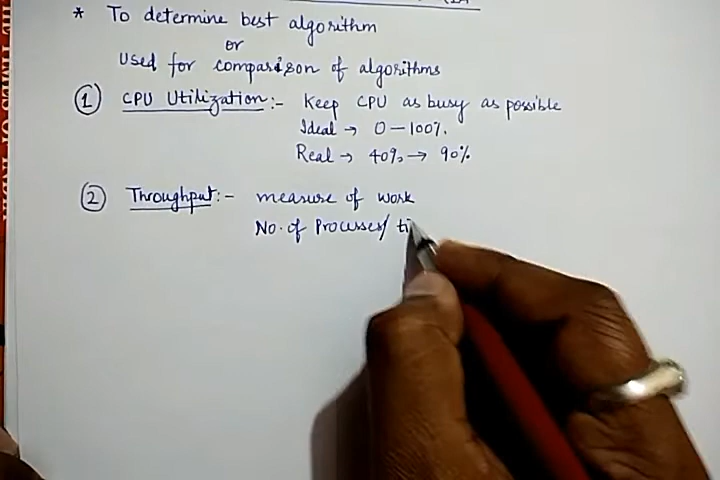 * To determine best algorithm
or
Used for comparison of algorithms
① CPU Utilization :- Keep CPU as busy as possible
Ideal → 0 - 100%.
Real → 40% → 90%
② Throughput :- measure of work
No. of Processes/ ti